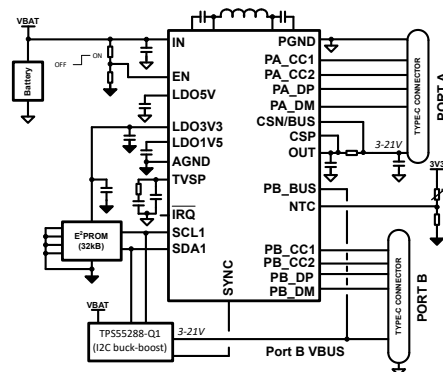 VBAT
OFF
ON
Battery
IN
EN
LDO5V
LDO3V3
LDO1V5
AGND
TVSP
IRQ
SCL1
SDA1
SYNC
PGND
PA_CC1
PA_CC2
PA_DP
PA_DM
CSN/BUS
CSP
OUT
PB_BUS
NTC
PB_CC1
PB_CC2
PB_DP
PB_DM
TYPE-C CONNECTOR
PORT A
3-21V
3V3
TYPE-C CONNECTOR
PORT B
E²PROM
(32kB)
VBAT
TPS55288-Q1
(I2C buck-boost)
3-21V
Port B VBUS